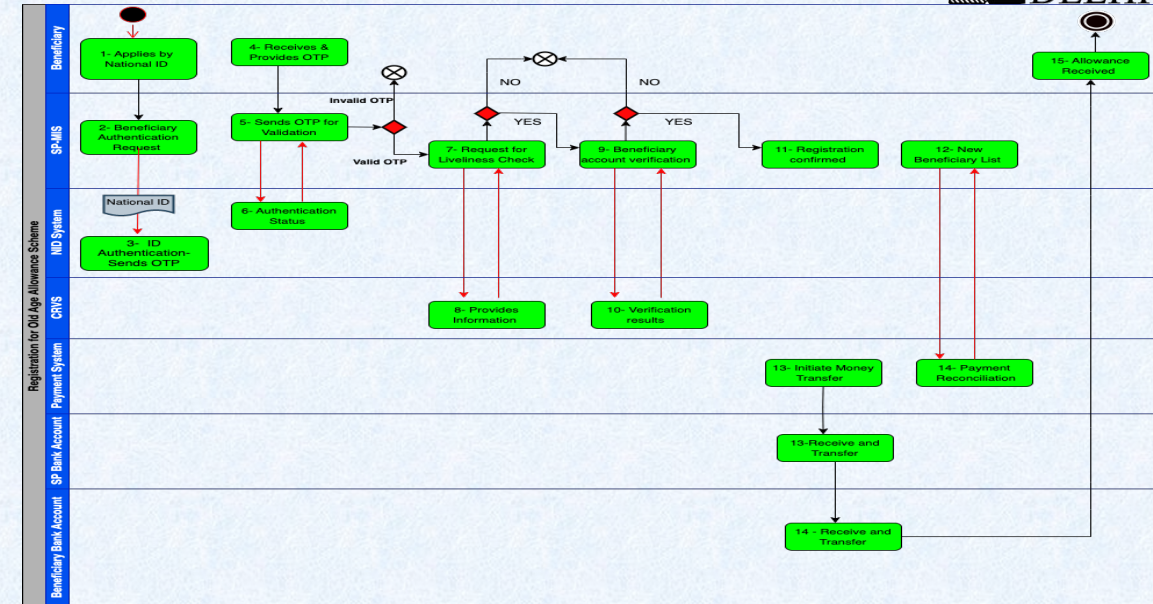 Registration for Old Age Allowance Scheme
Beneficiary
1- Applies by
National ID
4- Receives &
Provides OTP
15- Allowance
Received
NO
NO
Invalid OTP
SP-MIS
2- Beneficiary
Authentication
Request
5- Sends OTP for
Validation
Valid OTP
YES
7- Request for
Liveliness Check
9- Beneficiary
account verification
YES
11- Registration
confirmed
12- New
Beneficiary List
NID System
National ID
3- ID
Authentication-
Sends OTP
6- Authentication
Status
CRVS
8- Provides
Information
10- Verification
results
Payment System
13- Initiate Money
Transfer
14- Payment
Reconciliation
SP Bank Account
13-Receive and
Transfer
Beneficiary Bank Account
14 - Receive and
Transfer